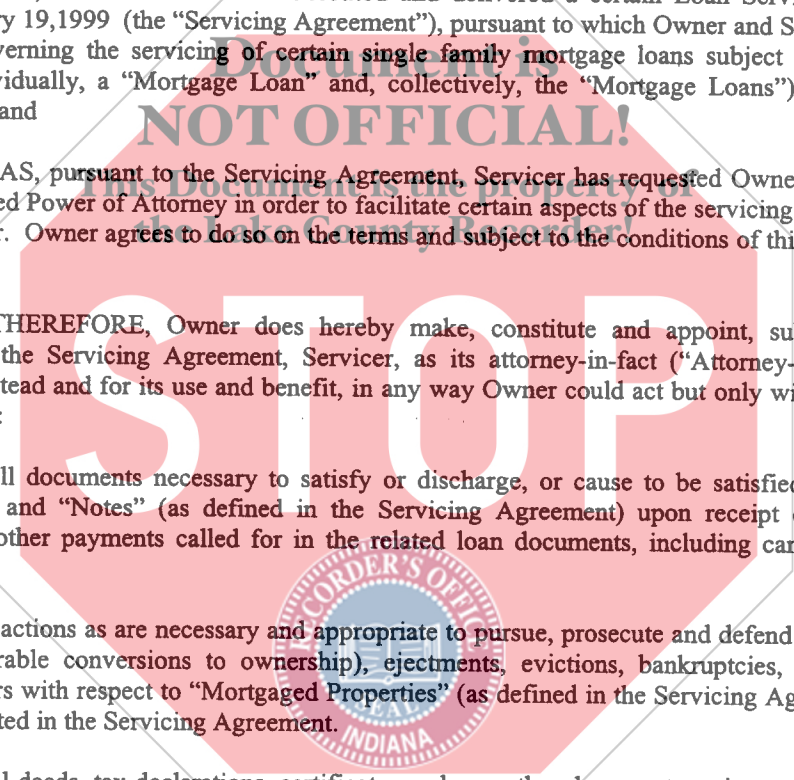 ry 19,1999 (the “Servicing Agreement”), pursuant to which Owner and S
verning the servicing of certain single family mortgage loans subject
vidually, a “Mortgage Loan” and, collectively, the “Mortgage Loans”)
and
Document is
NOT OFFICIAL!
This Document is the property of
the Lake County Recorder!
AS, pursuant to the Servicing Agreement, Servicer has requested Owne
ed Power of Attorney in order to facilitate certain aspects of the servicing
r. Owner agrees to do so on the terms and subject to the conditions of thi
THEREFORE, Owner does hereby make, constitute and appoint, su
the Servicing Agreement, Servicer, as its attorney-in-fact (“Attorney-
tead and for its use and benefit, in any way Owner could act but only wi
:
STOP
ll documents necessary to satisfy or discharge, or cause to be satisfied
and “Notes” (as defined in the Servicing Agreement) upon receipt
other payments called for in the related loan documents, including can
actions as are necessary and appropriate to pursue, prosecute and defend
rable conversions to ownership), ejectments, evictions, bankruptcies,
rs with respect to “Mortgaged Properties” (as defined in the Servicing Ag
ted in the Servicing Agreement.
RECORDER'S OFFICE
SEAL
INDIANA